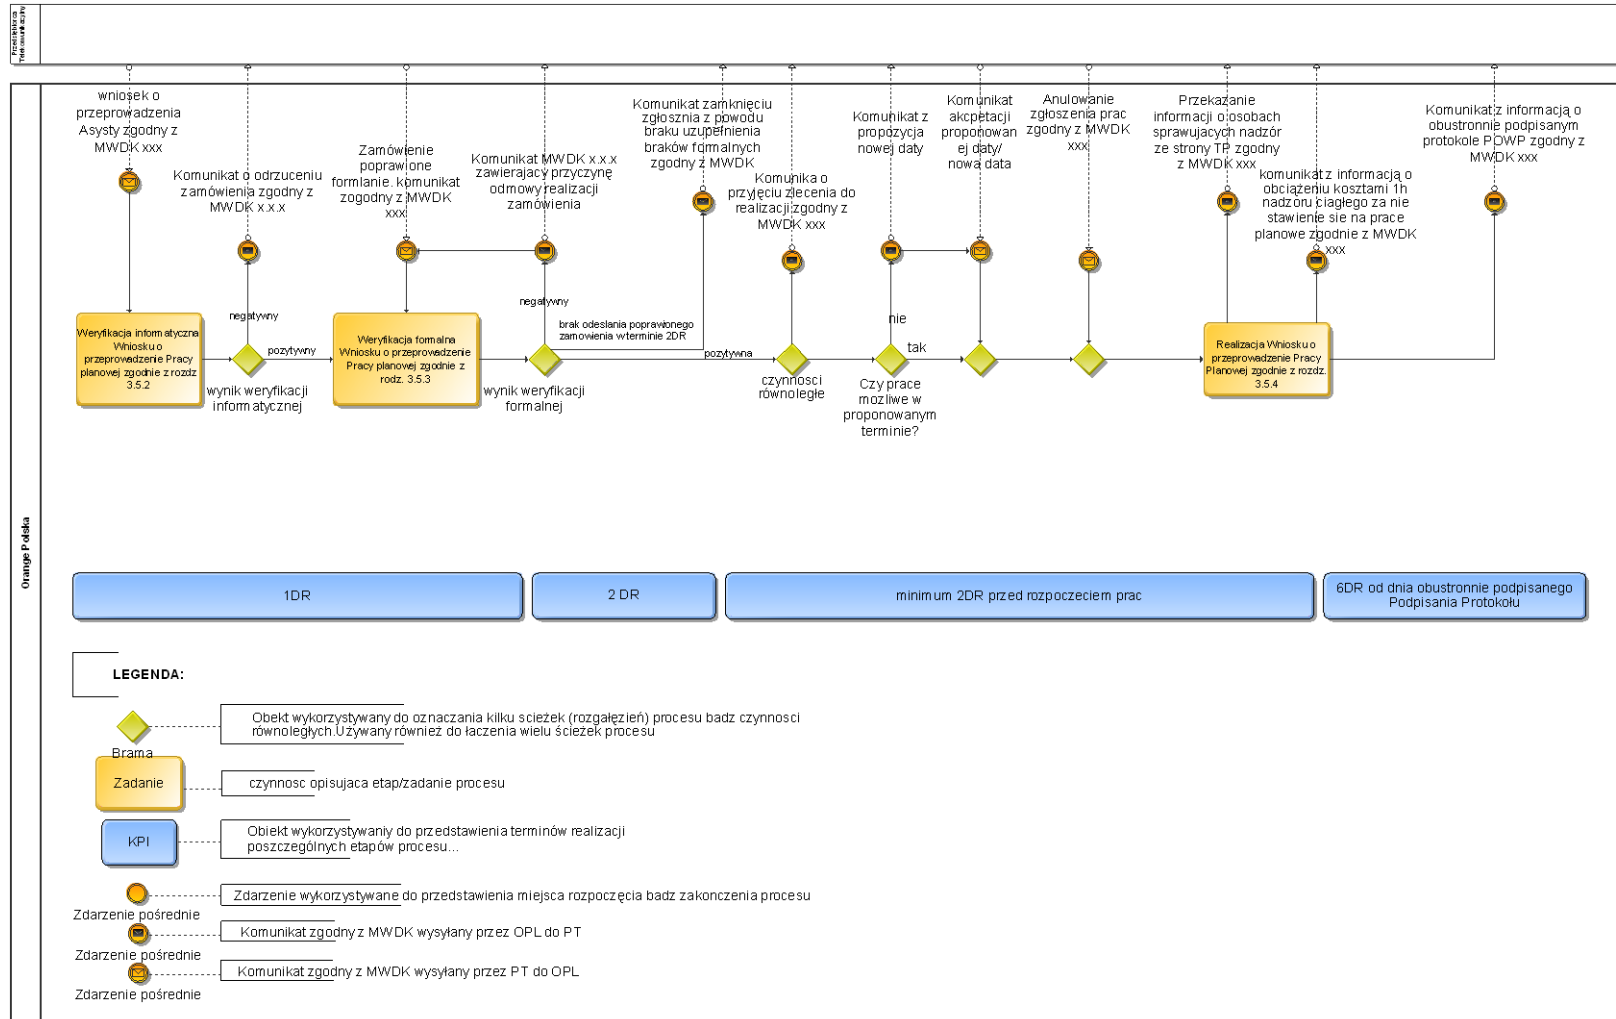 Przedsiębiorca
Telekomunikacyjny
Orange Polska
wniosek o
przeprowadzenia
Asysty zgodny z
MWDK xxx
Komunikat o odrzuceniu
zamówienia zgodny z
MWDK x.x.x
Zamówienie
poprawione
formlanie. komunikat
zogodny z MWDK
xxx
Komunikat MWDK x.x.x
zawierający przyczynę
odmowy realizacji
zamówienia
Komunikat zamknięciu
zgłosznia z powodu
braku uzupełnienia
braków formalnych
zgodny z MWDK
Komunika o
przyjęciu zlecenia do
realizacji zgodny z
MWDK xxx
Komunikat z
propozycja
nowej daty
Komunikat
akcpetacji
proponowan
ej daty/
nowa data
Anulowanie
zgłoszenia prac
zgodny z MWDK
xxx
Przekazanie
informacji o osobach
sprawujących nadzór
ze strony TP zgodny
z MWDK xxx
komunikat z informacją o
obciążeniu kosztami 1h
nadzoru ciagłego za nie
stawienie sie na prace
planowe zgodnie z MWDK
xxx
Komunikat z informacją o
obustronnie podpisanym
protokole POWP zgodny z
MWDK xxx
Weryfikacja informatyczna
Wniosku o
przeprowadzenie Pracy
planowej zgodnie z rozdz
3.5.2
negatywny
pozytywny
wynik weryfikacji
informatycznej
Weryfikacja formalna
Wniosku o przeprowadzenie
Pracy planowej zgodnie z
rodz. 3.5.3
negatywny
brak odeslania poprawionego
zamowienia w terminie 2DR
wynik weryfikacji
formalnej
pozytywna
czynnosci
równoległe
nie
tak
Czy prace
mozliwe w
proponowanym
terminie?
Realizacja Wniosku o
przeprowadzenie Pracy
Planowej zgodnie z rozdz.
3.5.4
1DR
2 DR
minimum 2DR przed rozpoczeciem prac
6DR od dnia obustronnie podpisanego
Podpisania Protokołu
LEGENDA:
Brama
Obekt wykorzystywany do oznaczania kilku scieżek (rozgałęzień) procesu badz czynnosci
równoległych.Używany również do łaczenia wielu ścieżek procesu
Zadanie
czynnosc opisujaca etap/zadanie procesu
KPI
Obiekt wykorzystywaniy do przedstawienia terminów realizacji
poszczególnych etapów procesu...
Zdarzenie pośrednie
Zdarzenie wykorzystywane do przedstawienia miejsca rozpoczęcia badz zakonczenia procesu
Zdarzenie pośrednie
Komunikat zgodny z MWDK wysyłany przez OPL do PT
Zdarzenie pośrednie
Komunikat zgodny z MWDK wysyłany przez PT do OPL